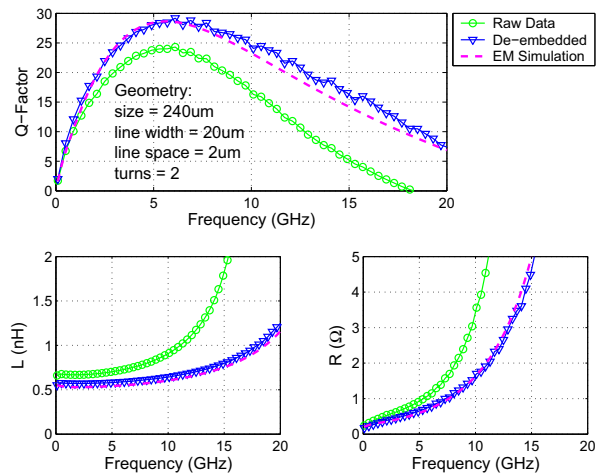 30
25
20
15
10
5
0
Q-Factor
Geometry:
size = 240um
line width = 20um
line space = 2um
turns = 2
0 5 10 15 20
Frequency (GHz)
Raw Data
De-embedded
EM Simulation
2
1.5
1
0.5
0
L (nH)
0 5 10 15 20
Frequency (GHz)
5
4
3
2
1
0
R (Ω)
0 5 10 15 20
Frequency (GHz)